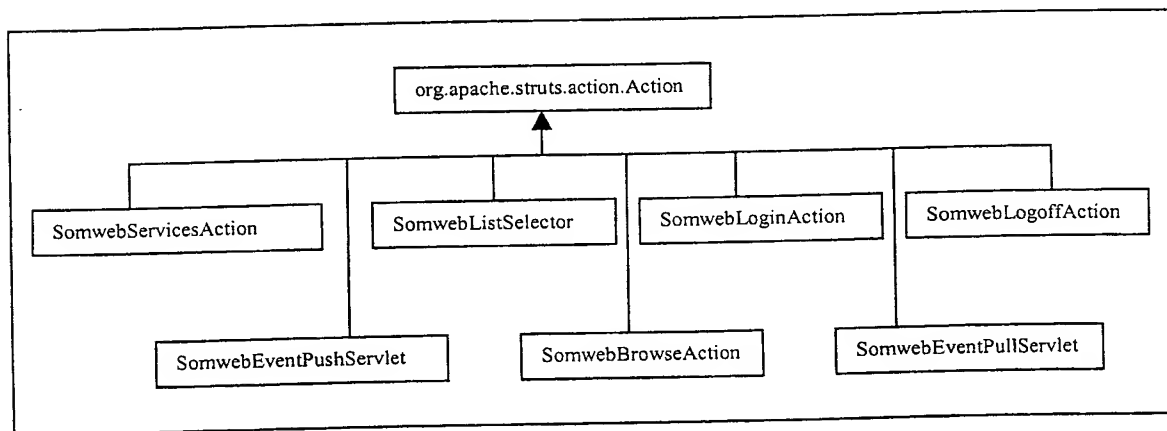 org.apache.struts.action.Action
SomwebServicesAction
SomwebListSelector
SomwebLoginAction
SomwebLogoffAction
SomwebEventPushServlet
SomwebBrowseAction
SomwebEventPullServlet